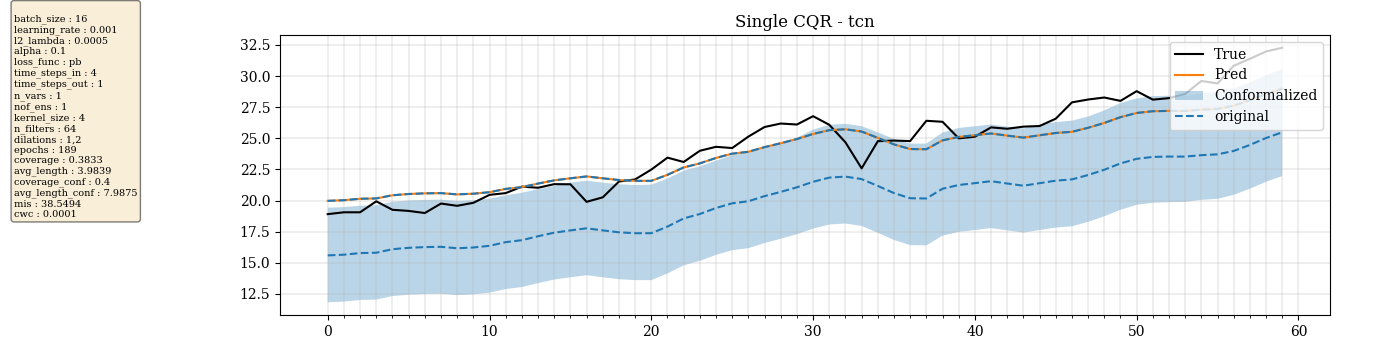 batch_size : 16
learning_rate : 0.001
l2_lambda : 0.0005
alpha : 0.1
loss_func : pb
time_steps_in : 4
time_steps_out : 1
n_vars : 1
nof_ens : 1
kernel_size : 4
n_filters : 64
dilations : 1,2
epochs : 189
coverage : 0.3833
avg_length : 3.9839
coverage_conf : 0.4
avg_length_conf : 7.9875
mis : 38.5494
cwc : 0.0001
Single CQR - tcn
32.5
30.0
27.5
25.0
22.5
20.0
17.5
15.0
12.5
0 10 20 30 40 50 60
True
Pred
Conformalized
original